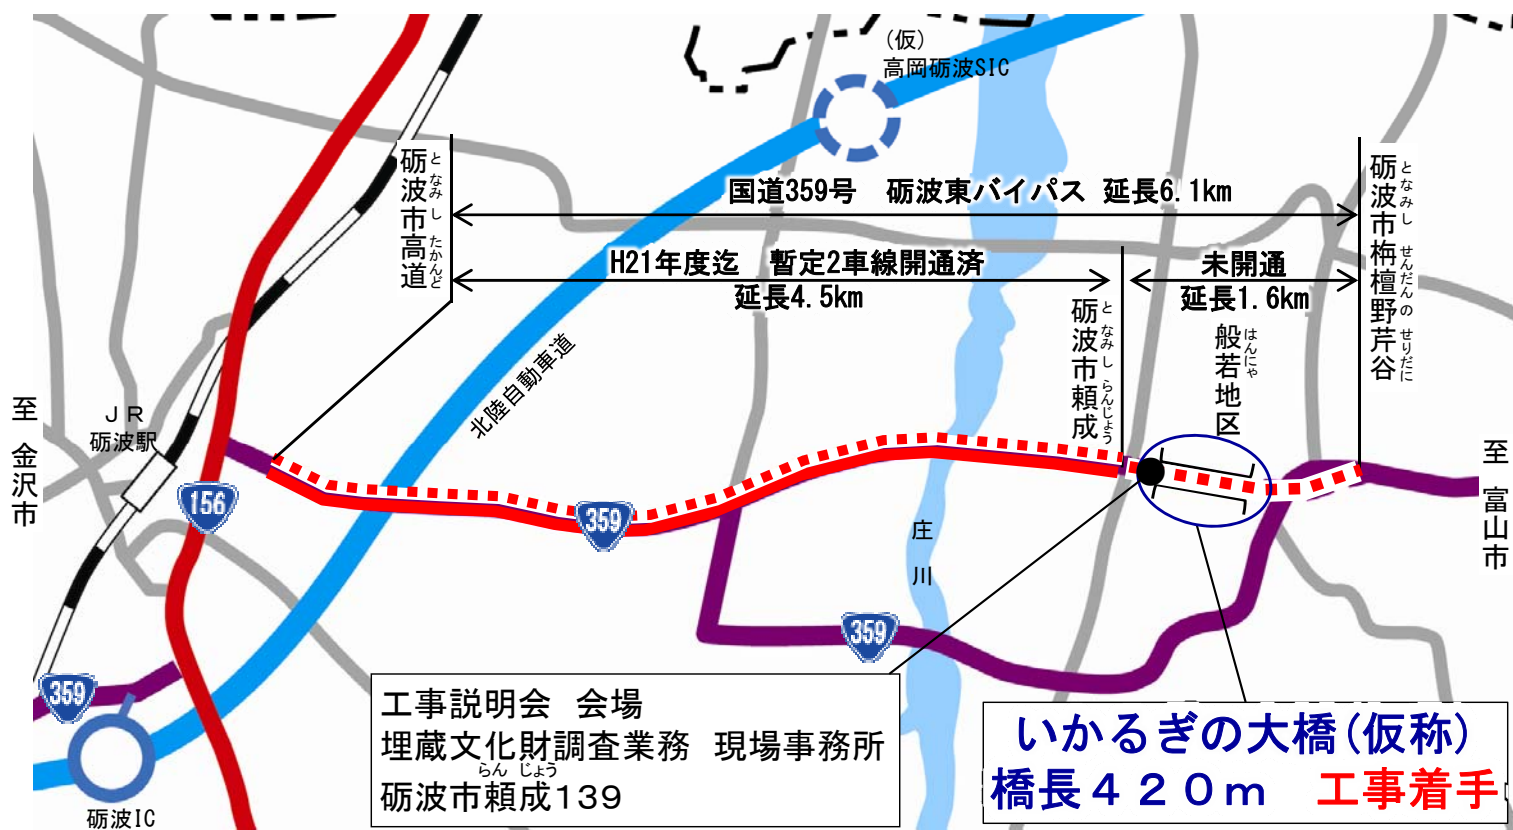 (仮)
高岡砺波SIC
砺波市高道
と なみ し たかんど
国道359号 砺波東バイパス 延長6.1km
砺波市栴檀野芹谷
と なみ し せんだん の せりだに
H21年度迄 暫定2車線開通済
延長4.5km
未開通
延長1.6km
砺波市頼成
と なみ し らんじょう
般若地区
はんにゃ
北陸自動車道
至 金沢市
JR
砺波駅
至 富山市
156
359
庄川
359
359
砺波IC
工事説明会 会場
埋蔵文化財調査業務 現場事務所
らん じょう
砺波市頼成139
いかるぎの大橋(仮称)
橋長420m 工事着手